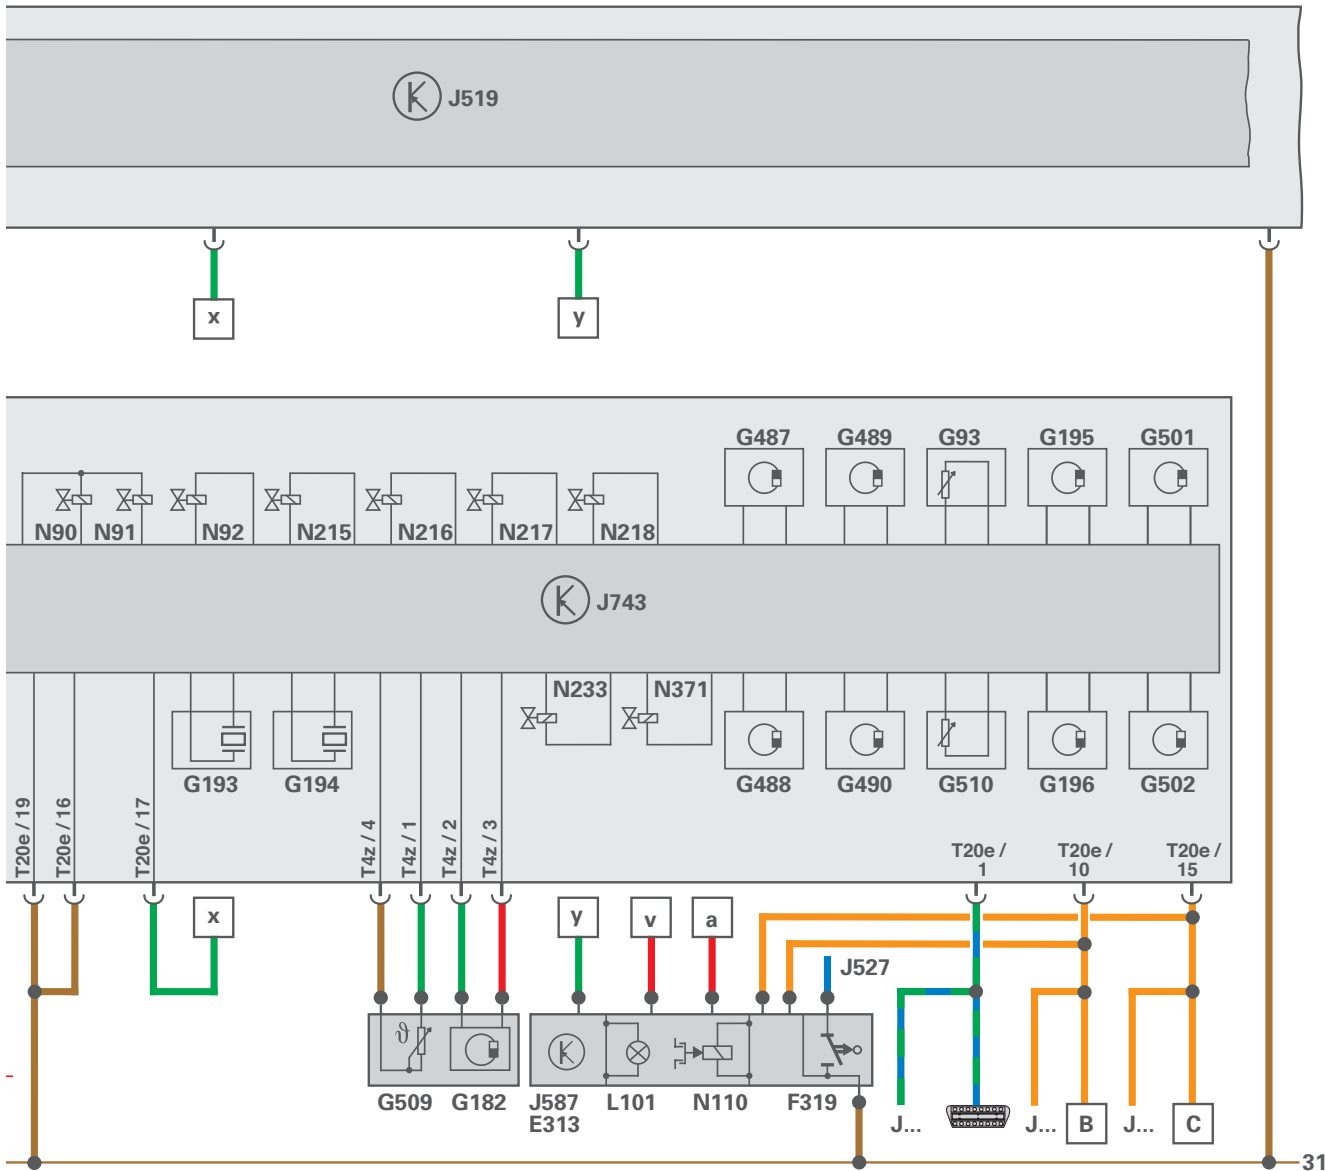 J519
x
y
G487 G489 G93 G195 G501
N90 N91 N92 N215 N216 N217 N218
J743
N233 N371
G193 G194 G488 G490 G510 G196 G502
T20e / 19
T20e / 16
T20e / 17
T4z / 4
T4z / 1
T4z / 2
T4z / 3
T20e / 1
T20e / 10
T20e / 15
x
y
v
a
J527
ϑ
G509 G182 J587 L101 N110 F319
E313
J... J... B J... C
31